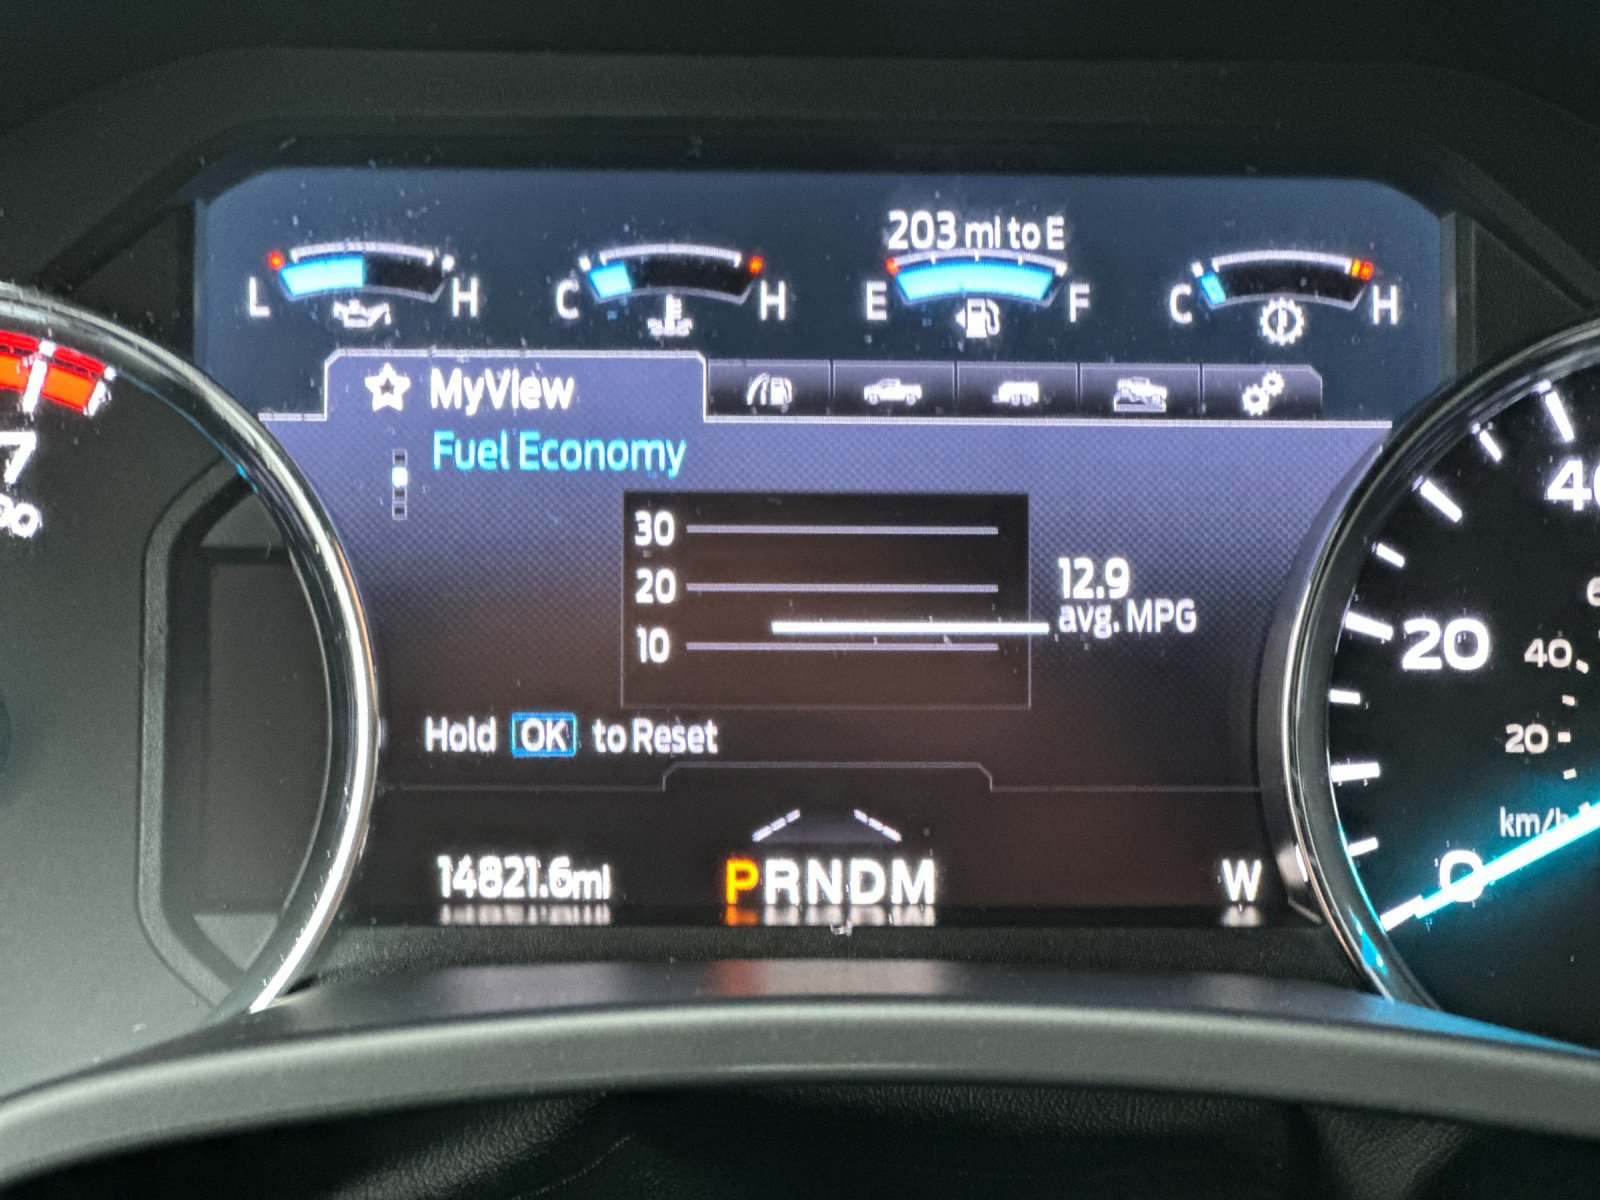 203 mi to E
L H
C H
E F
C H
MyView
Fuel Economy
30
20
10
12.9
avg. MPG
Hold OK to Reset
14821.6mi
PRNDM
W
7
20
40
20
km/h
0